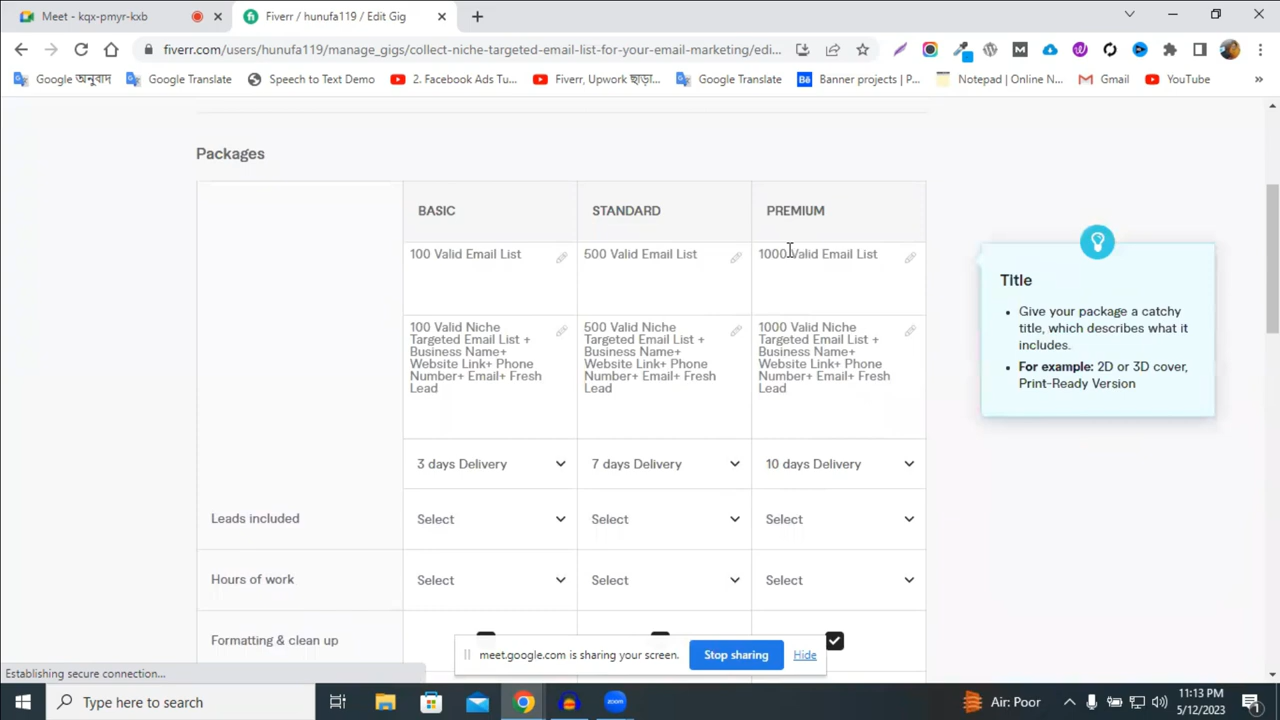 Meet - kqx-pmyr-kxb
Fiverr / hunufa119 / Edit Gig
fiverr.com/users/hunufa119/manage_gigs/collect-niche-targeted-email-list-for-your-email-marketing/edi...
Google অনুবাদ
Google Translate
Speech to Text Demo
2. Facebook Ads Tu...
Fiverr, Upwork ছাড়া...
Google Translate
Banner projects | P...
Notepad | Online N...
Gmail
YouTube
»
Packages
BASIC STANDARD PREMIUM
100 Valid Email List
500 Valid Email List
1000 Valid Email List
100 Valid Niche
Targeted Email List +
Business Name+
Website Link+ Phone
Number+ Email+ Fresh
Lead
500 Valid Niche
Targeted Email List +
Business Name+
Website Link+ Phone
Number+ Email+ Fresh
Lead
1000 Valid Niche
Targeted Email List +
Business Name+
Website Link+ Phone
Number+ Email+ Fresh
Lead
3 days Delivery
7 days Delivery
10 days Delivery
Leads included Select Select Select
Hours of work Select Select Select
Formatting & clean up
Title
• Give your package a catchy
title, which describes what it
includes.
• For example: 2D or 3D cover,
Print-Ready Version
meet.google.com is sharing your screen. Stop sharing Hide
Establishing secure connection...
Type here to search
zoom
Air: Poor
11:13 PM
5/12/2023
1